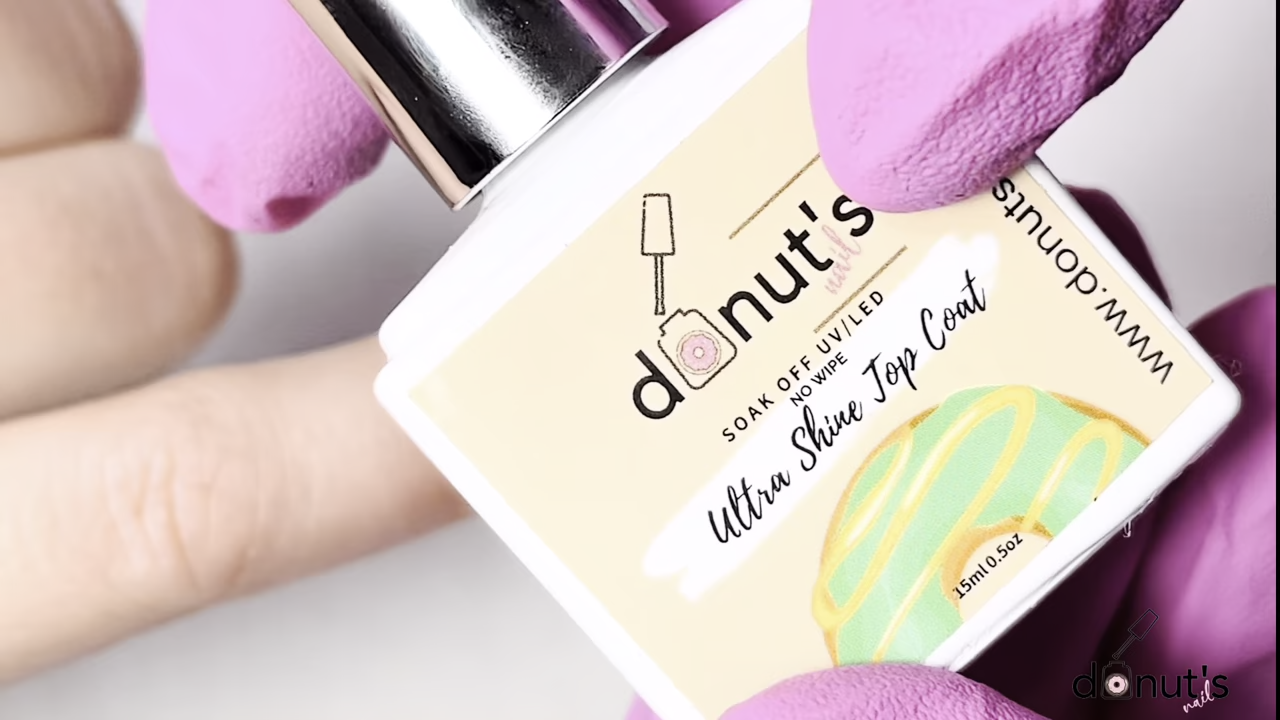 donut's
nail
SOAK OFF UV/LED
NO WIPE
Ultra Shine Top Coat
15ml 0.5oz
www.donuts
donut's
nail